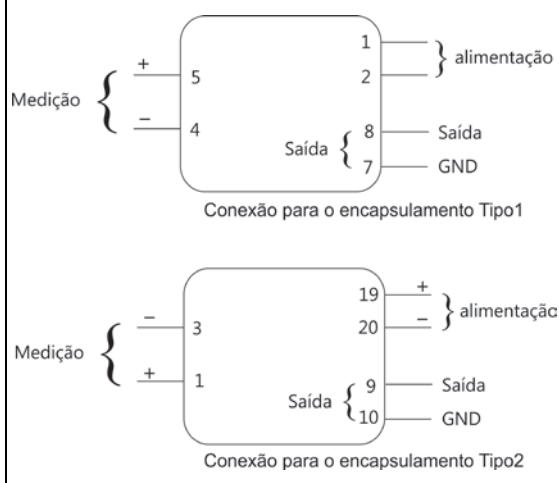 1
+ alimentação
5 2
Medição
− 4 8 Saída
Saída
7 GND
Conexão para o encapsulamento Tipo1
19 +
− alimentação
3 20 −
Medição
+ 1 9 Saída
Saída
10 GND
Conexão para o encapsulamento Tipo2